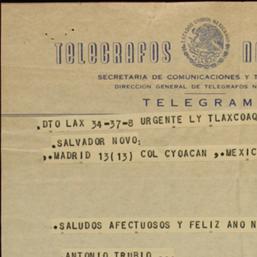 TELEGRAFOS N
SECRETARIA DE COMUNICACIONES Y T
DIRECCION GENERAL DE TELEGRAFOS N
TELEGRAM
.DTO LAX 34-37-8 URGENTE LY TLAXCOAQ
.SALVADOR NOVO;
,.MADRID 13(13) COL CYOACAN ,.MEXIC
.SALUDOS AFECTUOSOS Y FELIZ AÑO N
ANTONIO TRUBIO ...